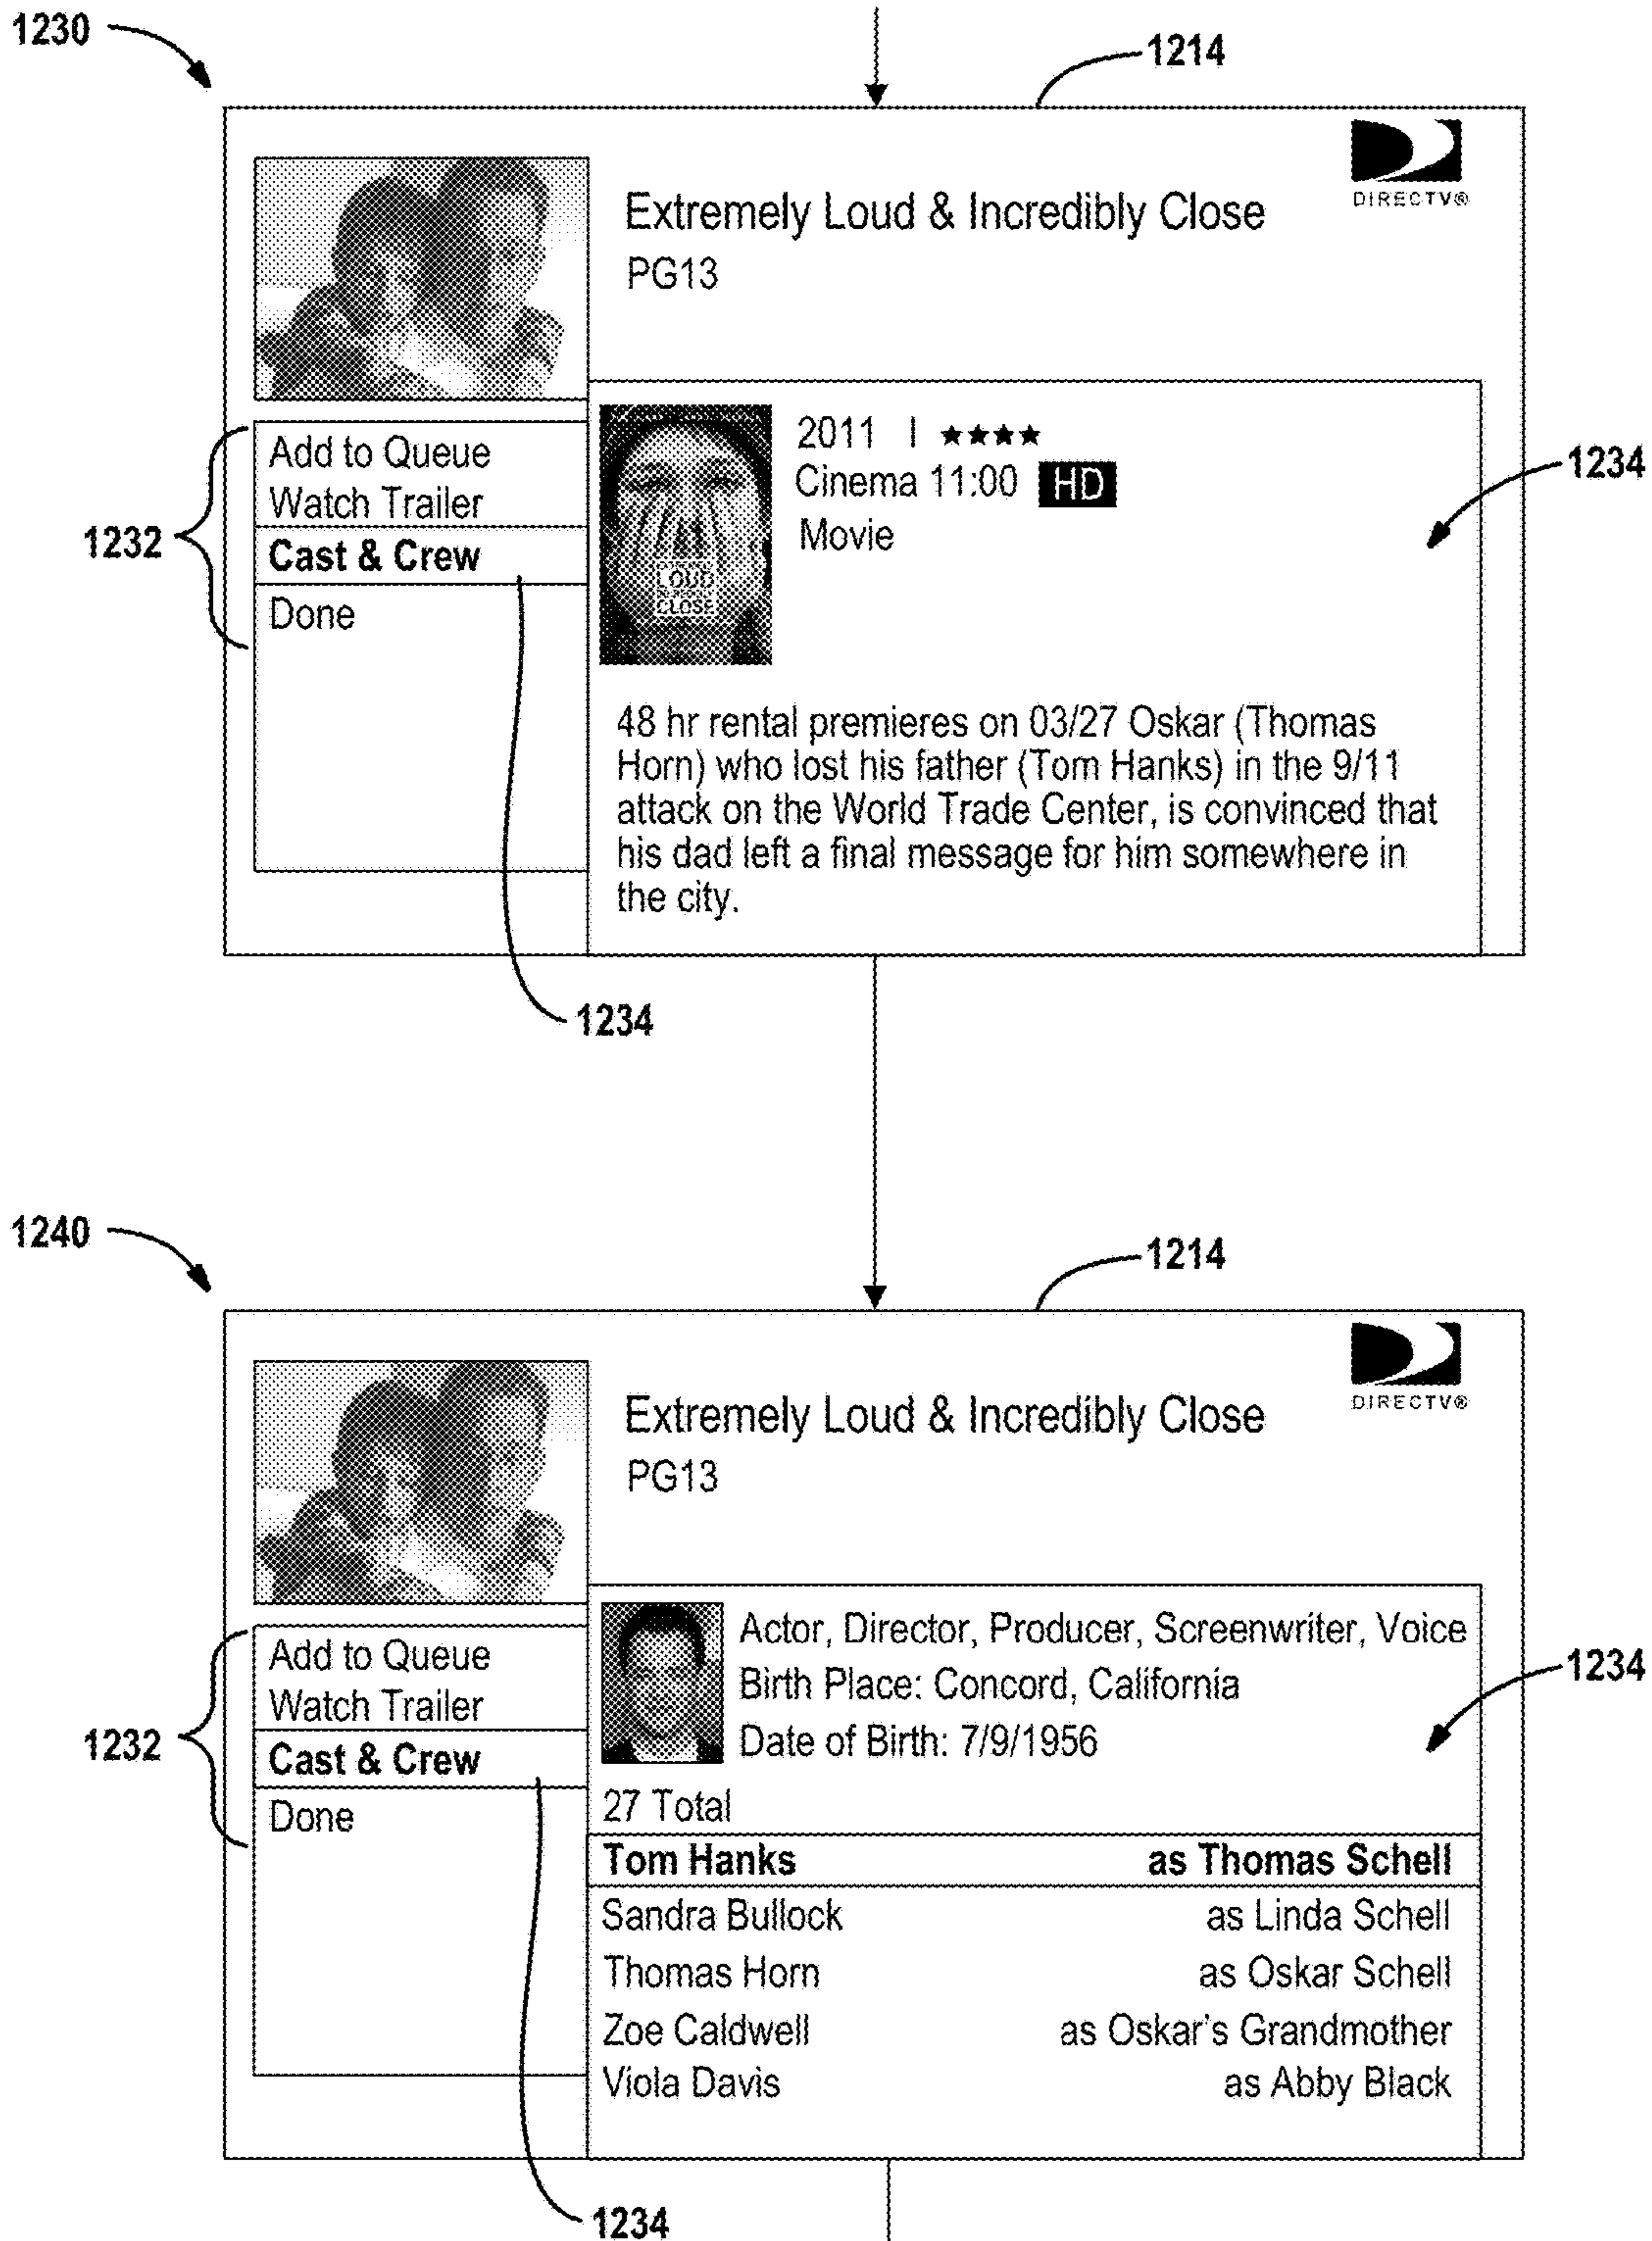 1230
1214
DIRECTV®
Extremely Loud & Incredibly Close
PG13
1232
Add to Queue
Watch Trailer
Cast & Crew
Done
LOUD
CLOSE
2011 | ★★★★
Cinema 11:00 HD
Movie
1234
48 hr rental premieres on 03/27 Oskar (Thomas
Horn) who lost his father (Tom Hanks) in the 9/11
attack on the World Trade Center, is convinced that
his dad left a final message for him somewhere in
the city.
1234
1240
1214
DIRECTV®
Extremely Loud & Incredibly Close
PG13
1232
Add to Queue
Watch Trailer
Cast & Crew
Done
Actor, Director, Producer, Screenwriter, Voice
Birth Place: Concord, California
Date of Birth: 7/9/1956
1234
27 Total
Tom Hanks as Thomas Schell
Sandra Bullock as Linda Schell
Thomas Horn as Oskar Schell
Zoe Caldwell as Oskar's Grandmother
Viola Davis as Abby Black
1234